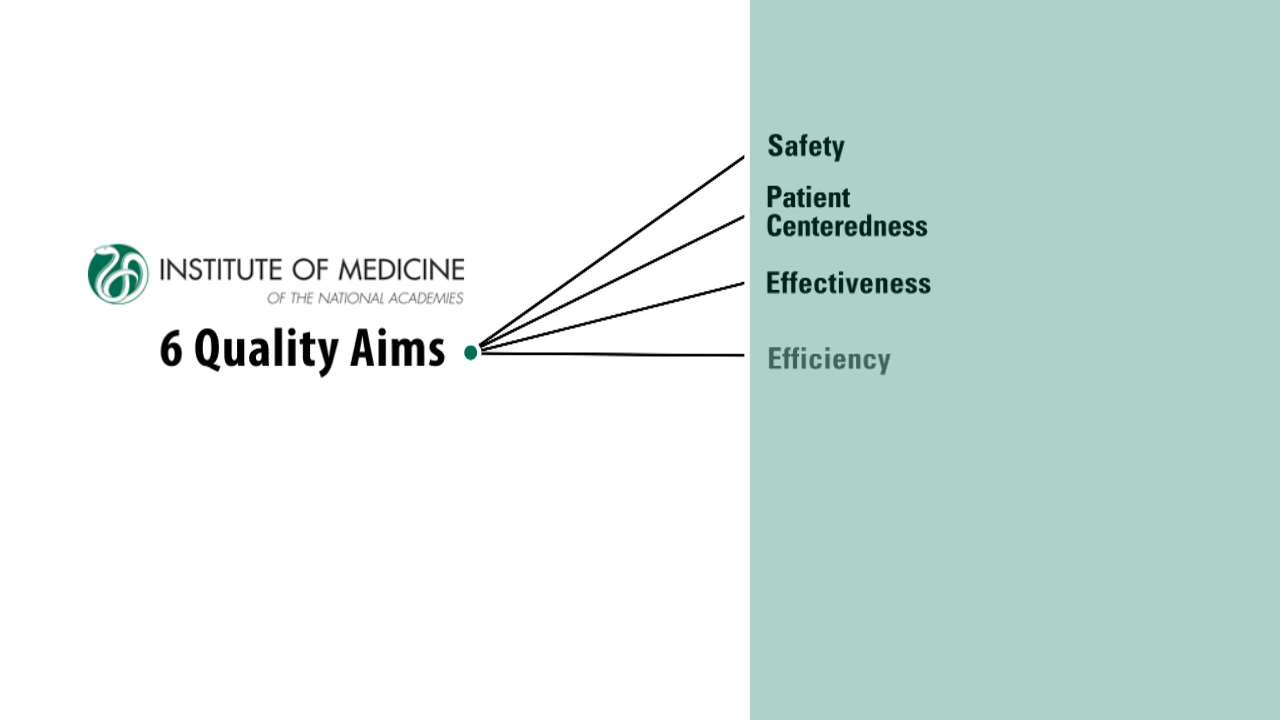 INSTITUTE OF MEDICINE
OF THE NATIONAL ACADEMIES
6 Quality Aims
Safety
Patient
Centeredness
Effectiveness
Efficiency